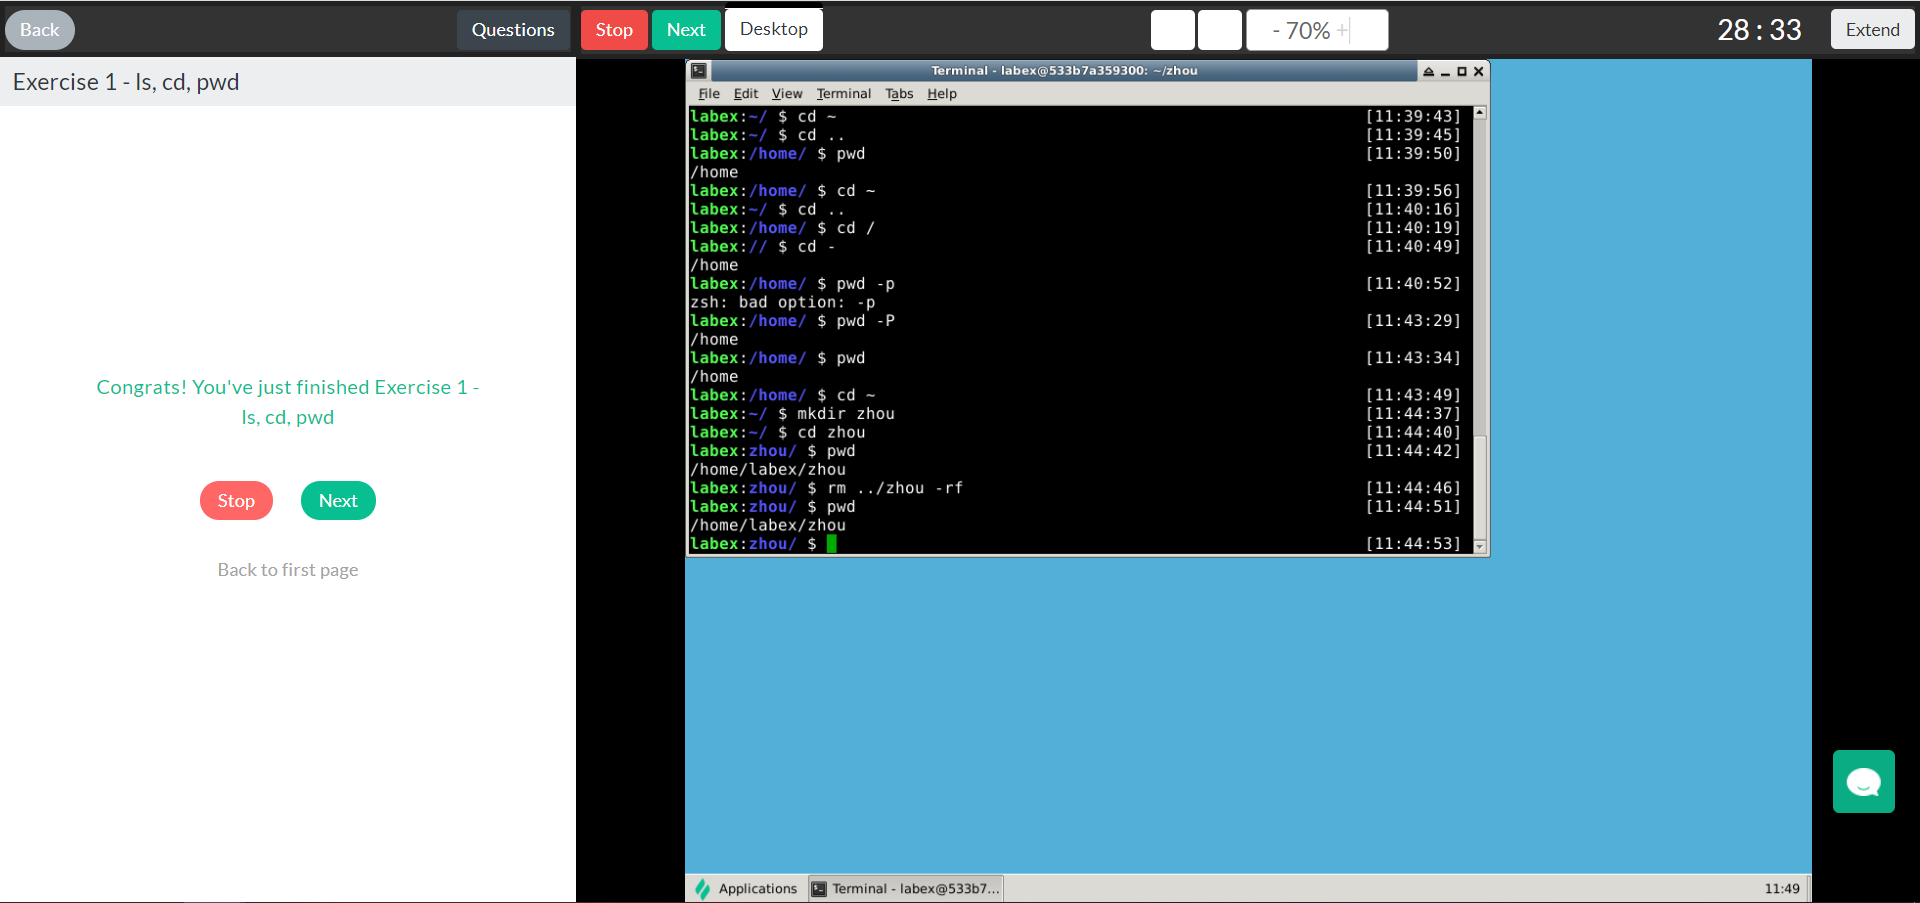 Back
Questions
Stop
Next
Desktop
- 70% +
28 : 33
Extend
Exercise 1 - ls, cd, pwd
Congrats! You've just finished Exercise 1 -
ls, cd, pwd
Stop
Next
Back to first page
Terminal - labex@533b7a359300: ~/zhou
File Edit View Terminal Tabs Help
labex:~/ $ cd ~ [11:39:43]
labex:~/ $ cd .. [11:39:45]
labex:/home/ $ pwd [11:39:50]
/home
labex:/home/ $ cd ~ [11:39:56]
labex:~/ $ cd .. [11:40:16]
labex:/home/ $ cd / [11:40:19]
labex:// $ cd - [11:40:49]
/home
labex:/home/ $ pwd -p [11:40:52]
zsh: bad option: -p
labex:/home/ $ pwd -P [11:43:29]
/home
labex:/home/ $ pwd [11:43:34]
/home
labex:/home/ $ cd ~ [11:43:49]
labex:~/ $ mkdir zhou [11:44:37]
labex:~/ $ cd zhou [11:44:40]
labex:zhou/ $ pwd [11:44:42]
/home/labex/zhou
labex:zhou/ $ rm ../zhou -rf [11:44:46]
labex:zhou/ $ pwd [11:44:51]
/home/labex/zhou
labex:zhou/ $ [11:44:53]
Applications
Terminal - labex@533b7...
11:49